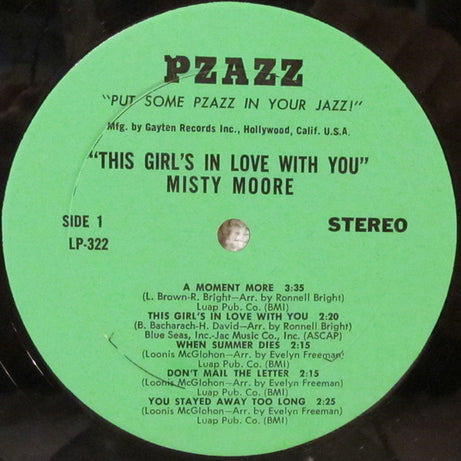 PZAZZ
"PUT SOME PZAZZ IN YOUR JAZZ!"
Mfg. by Gayten Records Inc., Hollywood, Calif. U.S.A.
"THIS GIRL'S IN LOVE WITH YOU"
MISTY MOORE
SIDE 1 STEREO
LP-322
A MOMENT MORE 3:35
(L. Brown-R. Bright—Arr. by Ronnell Bright)
Luap Pub. Co. (BMI)
THIS GIRL'S IN LOVE WITH YOU 2:20
(B. Bacharach-H. David—Arr. by Ronnell Bright)
Blue Seas, Inc.-Jac Music Co., Inc. (ASCAP)
WHEN SUMMER DIES 2:15
(Loonis McGlohon—Arr. by Evelyn Freeman)
Luap Pub. Co. (BMI)
DON'T MAIL THE LETTER 2:15
(Loonis McGlohon—Arr. by Evelyn Freeman)
Luap Pub. Co. (BMI)
YOU STAYED AWAY TOO LONG 2:25
(Loonis McGlohon—Arr. by Evelyn Freeman)
Luap Pub. Co. (BMI)